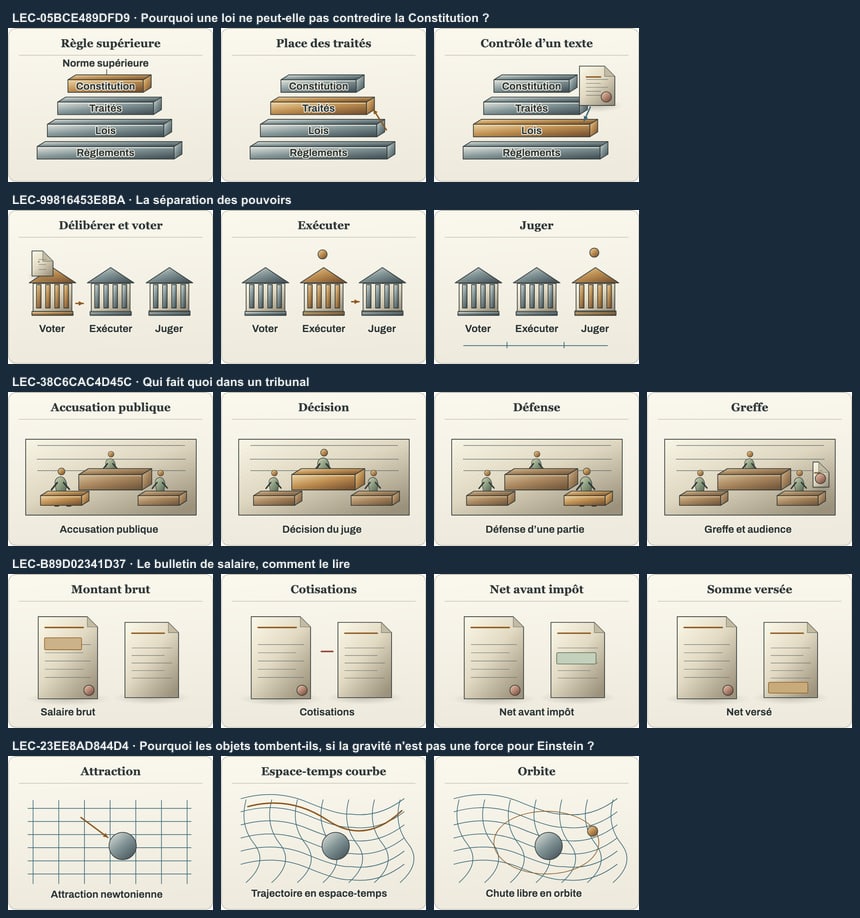 LEC-05BCE489DFD9 · Pourquoi une loi ne peut-elle pas contredire la Constitution ?
Règle supérieure
Norme supérieure
Constitution
Traités
Lois
Règlements
Place des traités
Constitution
Traités
Lois
Règlements
Contrôle d'un texte
Constitution
Traités
Lois
Règlements
LEC-99816453E8BA · La séparation des pouvoirs
Délibérer et voter
Voter Exécuter Juger
Exécuter
Voter Exécuter Juger
Juger
Voter Exécuter Juger
LEC-38C6CAC4D45C · Qui fait quoi dans un tribunal
Accusation publique
Accusation publique
Décision
Décision du juge
Défense
Défense d'une partie
Greffe
Greffe et audience
LEC-B89D02341D37 · Le bulletin de salaire, comment le lire
Montant brut
Salaire brut
Cotisations
Cotisations
Net avant impôt
Net avant impôt
Somme versée
Net versé
LEC-23EE8AD844D4 · Pourquoi les objets tombent-ils, si la gravité n'est pas une force pour Einstein ?
Attraction
Attraction newtonienne
Espace-temps courbe
Trajectoire en espace-temps
Orbite
Chute libre en orbite